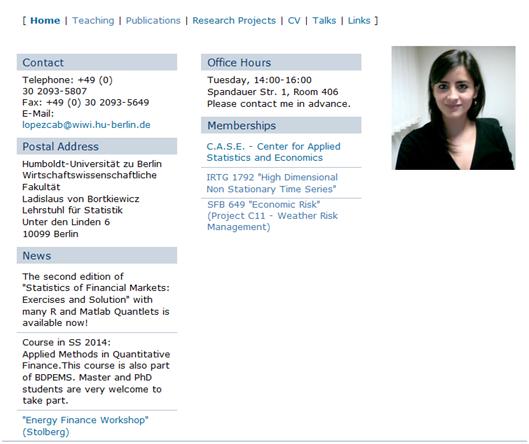 [ Home | Teaching | Publications | Research Projects | CV | Talks | Links ]
Contact
Telephone: +49 (0)
30 2093-5807
Fax: +49 (0) 30 2093-5649
E-Mail:
lopezcab@wiwi.hu-berlin.de
Postal Address
Humboldt-Universität zu Berlin
Wirtschaftswissenschaftliche
Fakultät
Ladislaus von Bortkiewicz
Lehrstuhl für Statistik
Unter den Linden 6
10099 Berlin
News
The second edition of
"Statistics of Financial Markets:
Exercises and Solution" with
many R and Matlab Quantlets is
available now!
Course in SS 2014:
Applied Methods in Quantitative
Finance.This course is also part
of BDPEMS. Master and PhD
students are very welcome to
take part.
"Energy Finance Workshop"
(Stolberg)
Office Hours
Tuesday, 14:00-16:00
Spandauer Str. 1, Room 406
Please contact me in advance.
Memberships
C.A.S.E. - Center for Applied
Statistics and Economics
IRTG 1792 "High Dimensional
Non Stationary Time Series"
SFB 649 "Economic Risk"
(Project C11 - Weather Risk
Management)